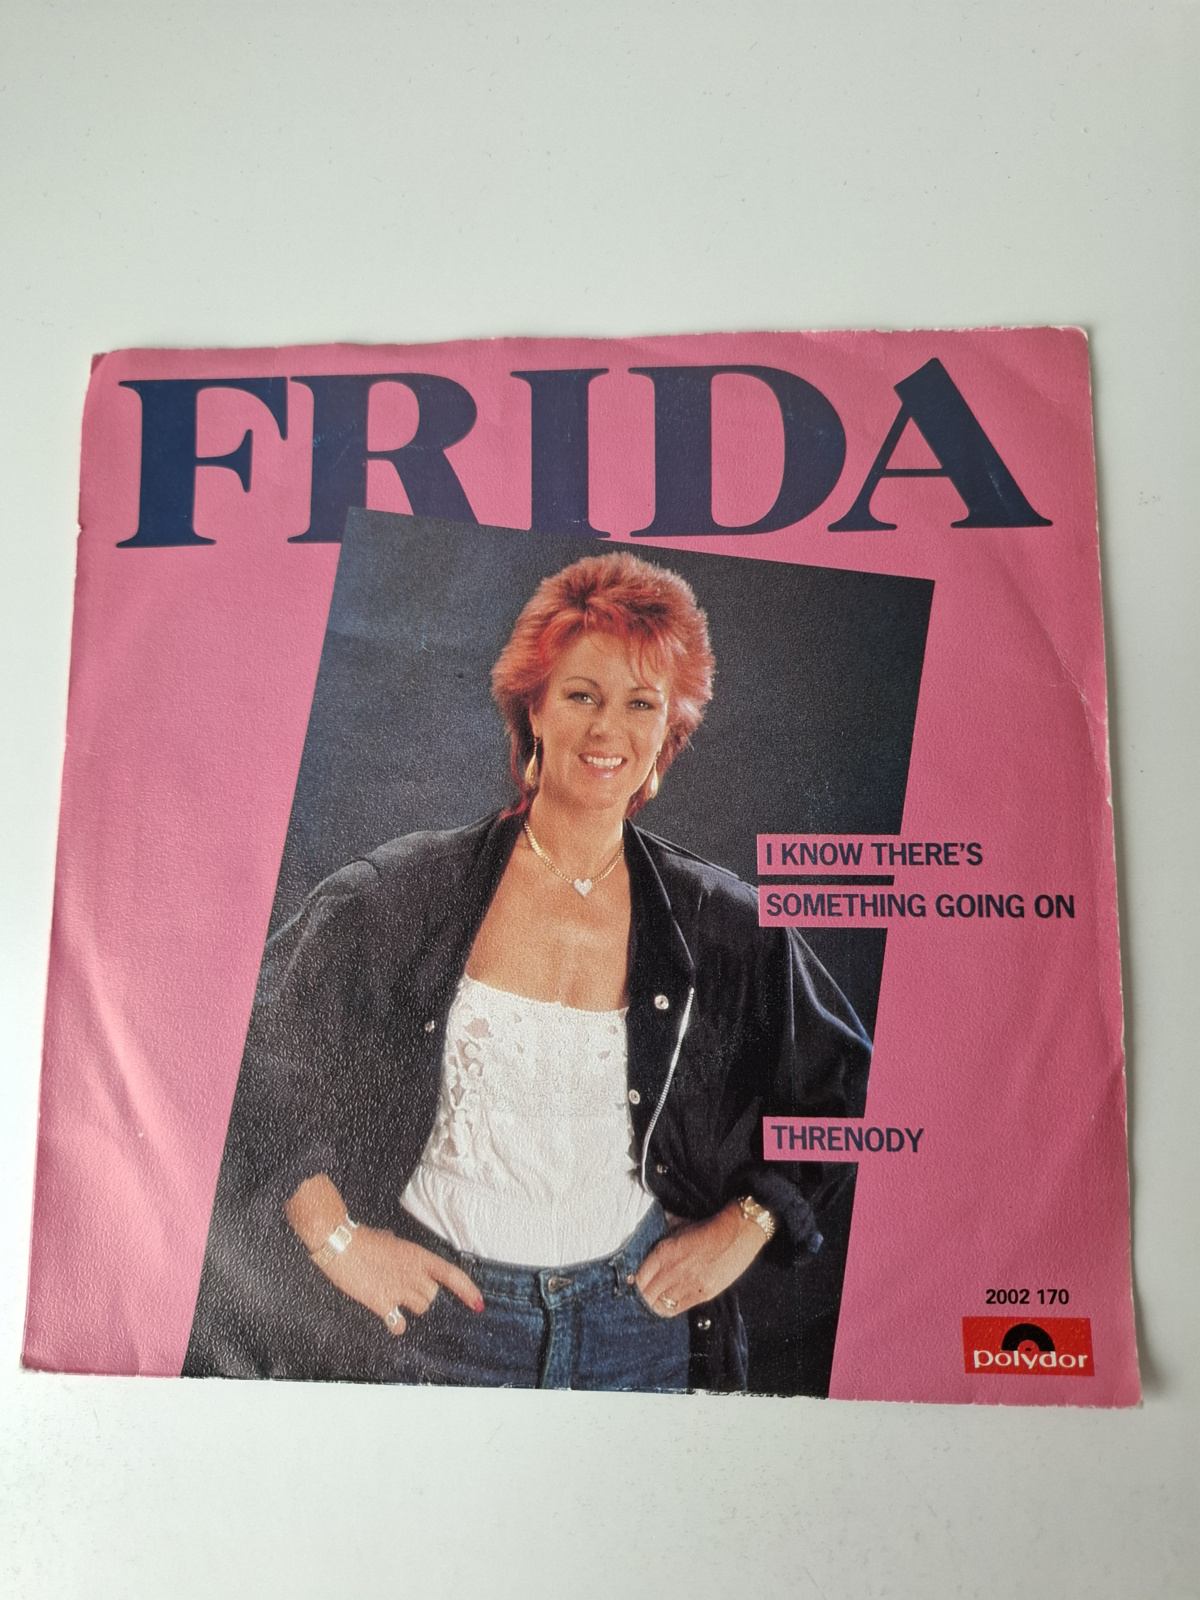 FRIDA
I KNOW THERE'S
SOMETHING GOING ON
THRENODY
2002 170
polydor